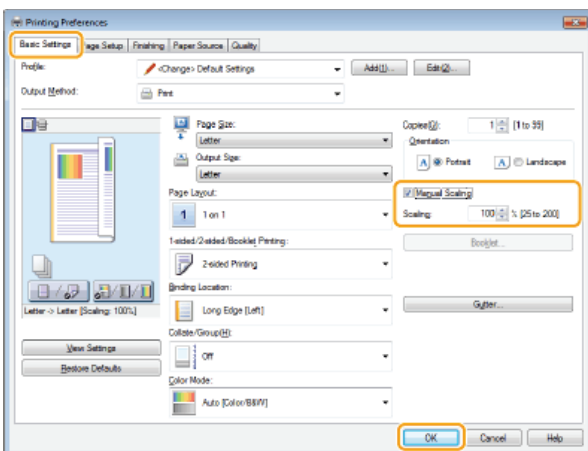 Printing Preferences
Basic Settings Page Setup Finishing Paper Source Quality
Profile: <Change> Default Settings Add(1)... Edit(2)...
Output Method: Print
Page Size: Copies(Q): 1 [1 to 99]
Letter Orientation
Output Size: A Portrait A Landscape
Letter
Page Layout: Manual Scaling
1 1 on 1 Scaling: 100 % [25 to 200]
1-sided/2-sided/Booklet Printing: Booklet...
2-sided Printing
Binding Location:
Long Edge [Left] Gutter...
Letter -> Letter [Scaling: 100%]
Collate/Group(H):
View Settings Off
Restore Defaults
Color Mode:
Auto [Color/B&W]
OK Cancel Help